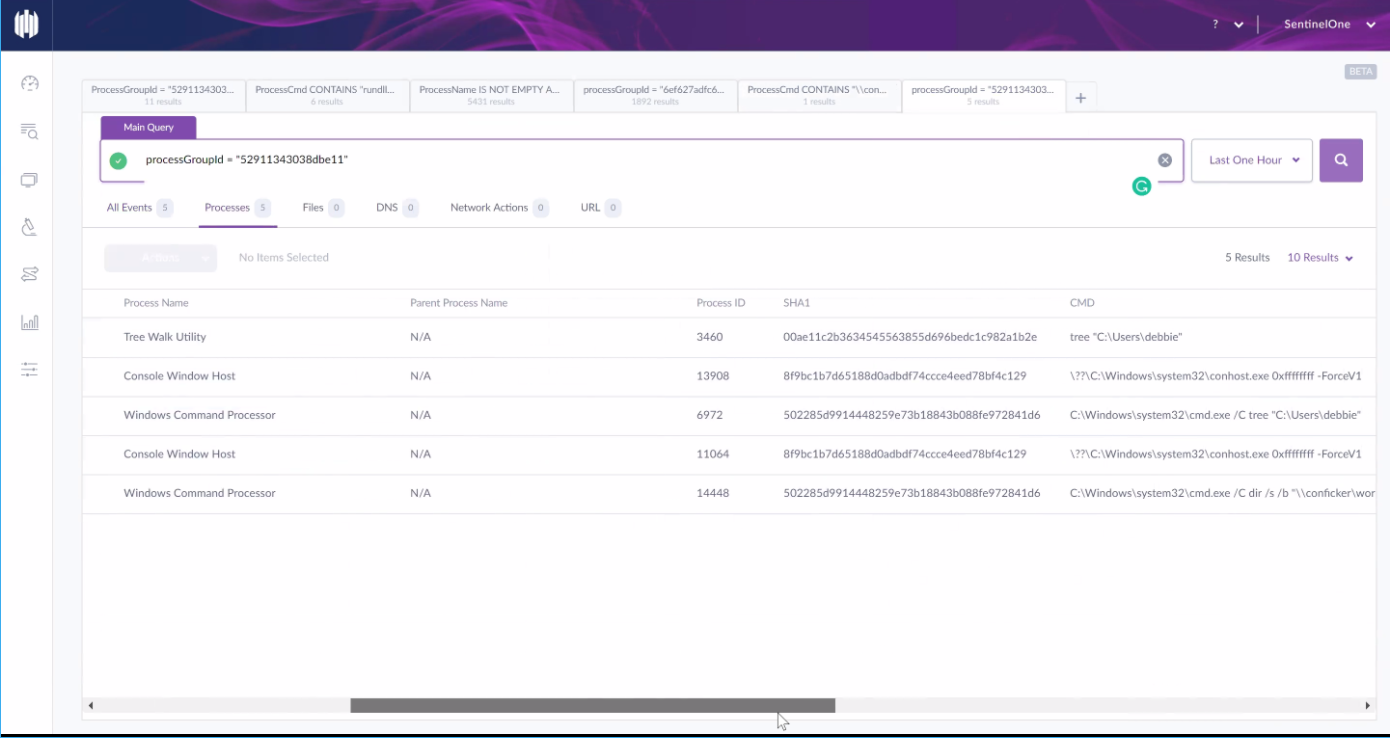 ? SentinelOne
BETA
ProcessGroupId = "5291134303... ProcessCmd CONTAINS "rundll... ProcessName IS NOT EMPTY A... processGroupId = "6ef627adfc6... ProcessCmd CONTAINS "\\con... processGroupId = "5291134303...
11 results 6 results 5431 results 1892 results 1 results 5 results
+
Main Query
processGroupId = "52911343038dbe11"
Last One Hour
All Events 5 Processes 5 Files 0 DNS 0 Network Actions 0 URL 0
Actions No Items Selected 5 Results 10 Results
Process Name Parent Process Name Process ID SHA1 CMD
Tree Walk Utility N/A 3460 00ae11c2b3634545563855d696bedc1c982a1b2e tree "C:\Users\debbie"
Console Window Host N/A 13908 8f9bc1b7d65188d0adbdf74ccce4eed78bf4c129 \??\C:\Windows\system32\conhost.exe 0xffffffff -ForceV1
Windows Command Processor N/A 6972 502285d9914448259e73b18843b088fe972841d6 C:\Windows\system32\cmd.exe /C tree "C:\Users\debbie"
Console Window Host N/A 11064 8f9bc1b7d65188d0adbdf74ccce4eed78bf4c129 \??\C:\Windows\system32\conhost.exe 0xffffffff -ForceV1
Windows Command Processor N/A 14448 502285d9914448259e73b18843b088fe972841d6 C:\Windows\system32\cmd.exe /C dir /s /b "\\conficker\wor